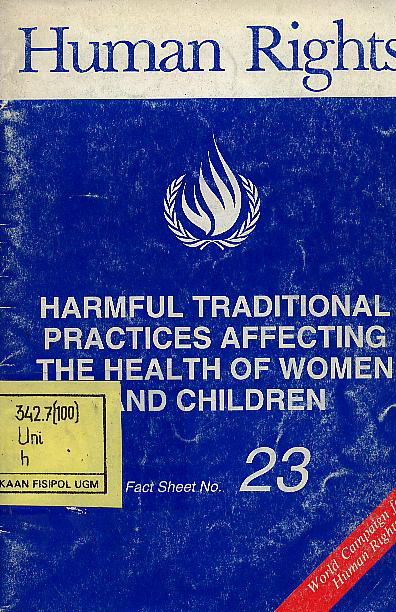 Human Rights
HARMFUL TRADITIONAL
PRACTICES AFFECTING
THE HEALTH OF WOMEN
AND CHILDREN
342.7(100)
Uni
h
KAAN FISIPOL UGM
Fact Sheet No. 23
World Campaign
Human Right